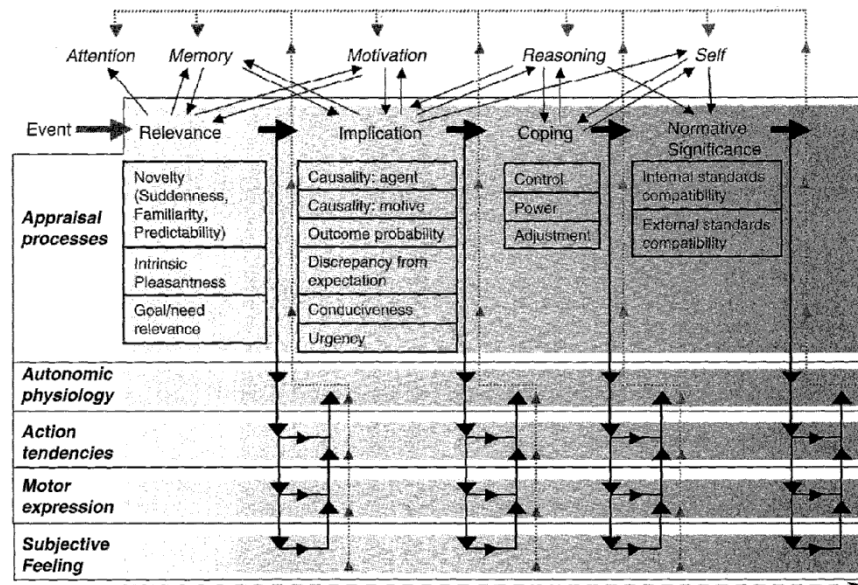 Attention Memory Motivation Reasoning Self
Event Relevance Implication Coping Normative
Significance
Appraisal
processes
Novelty
(Suddenness,
Familiarity,
Predictability)
Intrinsic
Pleasantness
Goal/need
relevance
Causality: agent
Causality: motive
Outcome probability
Discrepancy from
expectation
Conduciveness
Urgency
Control
Power
Adjustment
Internal standards
compatibility
External standards
compatibility
Autonomic
physiology
Action
tendencies
Motor
expression
Subjective
Feeling